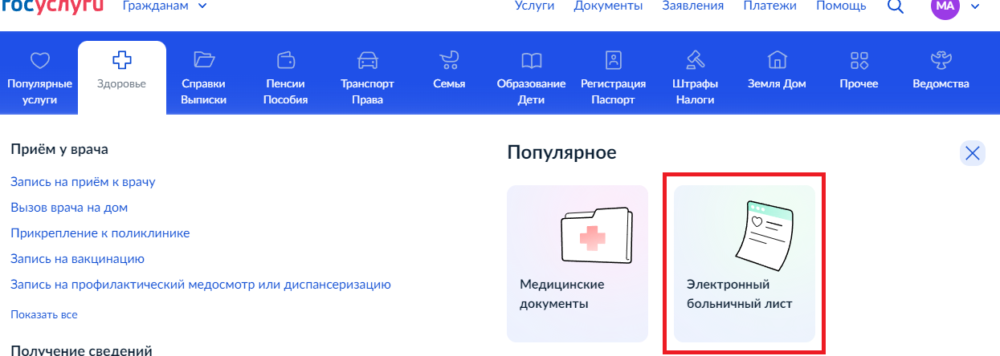 госуслуги Гражданам Услуги Документы Заявления Платежи Помощь МА
Популярные услуги
Здоровье
Справки Выписки
Пенсии Пособия
Транспорт Права
Семья
Образование Дети
Регистрация Паспорт
Штрафы Налоги
Земля Дом
Прочее
Ведомства
Приём у врача
Запись на приём к врачу
Вызов врача на дом
Прикрепление к поликлинике
Запись на вакцинацию
Запись на профилактический медосмотр или диспансеризацию
Показать все
Получение сведений
Популярное
Медицинские
документы
Электронный
больничный лист